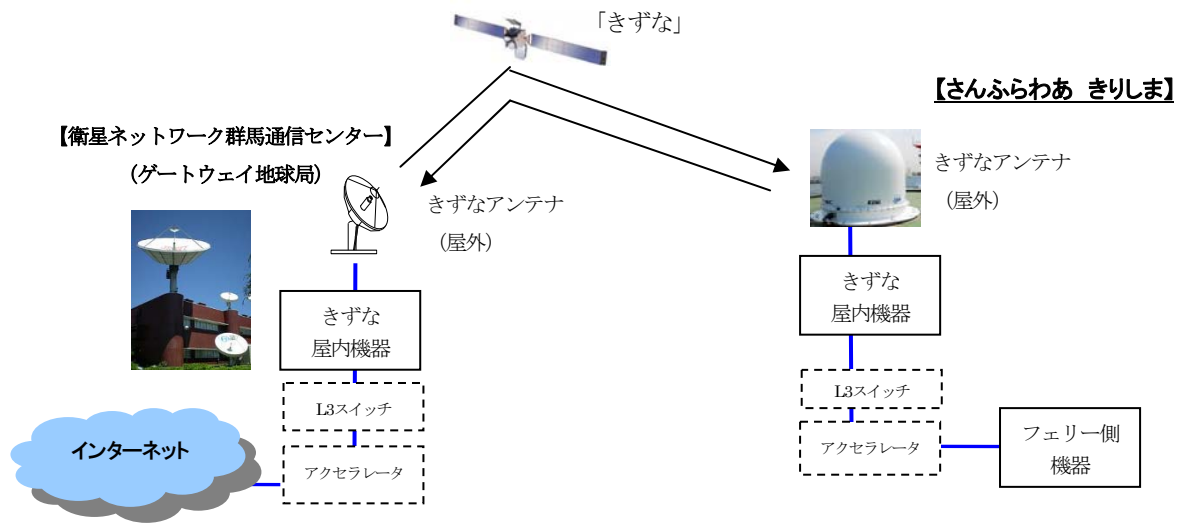 「きずな」
【さんふらわあ　きりしま】
【衛星ネットワーク群馬通信センター】
（ゲートウェイ地球局）
きずなアンテナ
（屋外）
きずなアンテナ
（屋外）
きずな
屋内機器
きずな
屋内機器
L3スイッチ
L3スイッチ
アクセラレータ
アクセラレータ
インターネット
フェリー側
機器